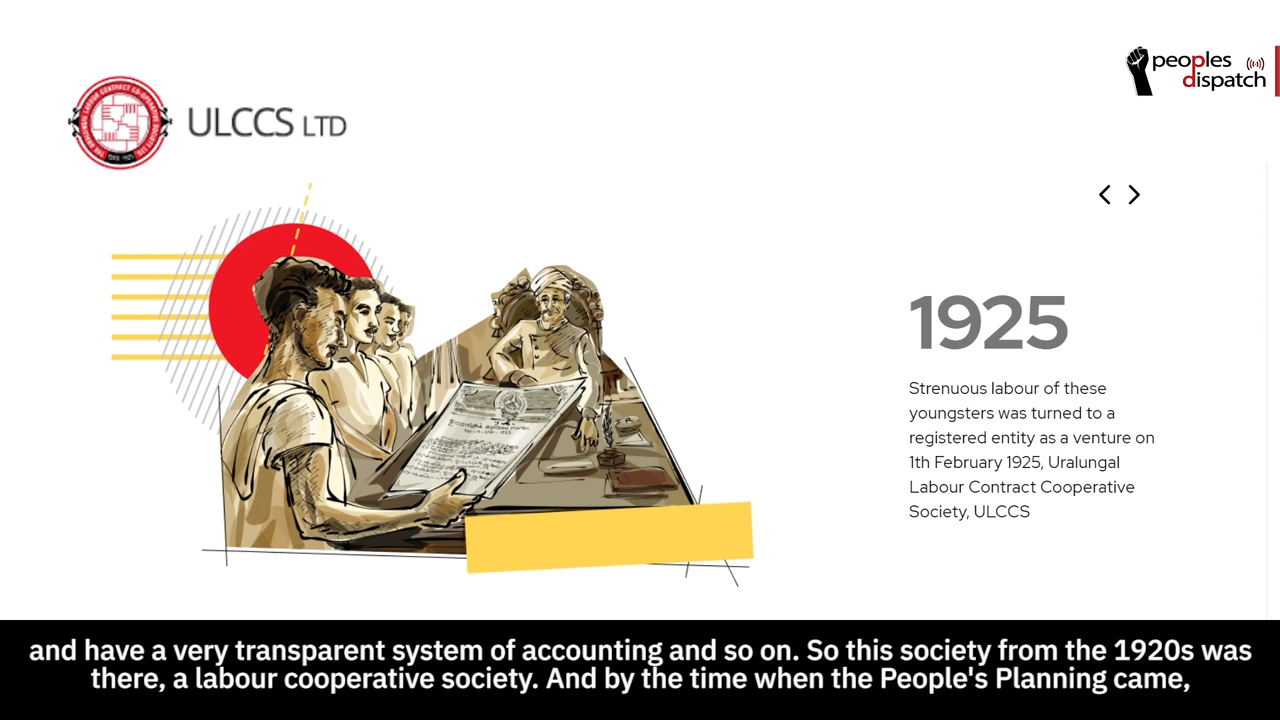 peoples
dispatch
ULCCS LTD
1925
Strenuous labour of these
youngsters was turned to a
registered entity as a venture on
1th February 1925, Uralungal
Labour Contract Cooperative
Society, ULCCS
and have a very transparent system of accounting and so on. So this society from the 1920s was
there, a labour cooperative society. And by the time when the People's Planning came,